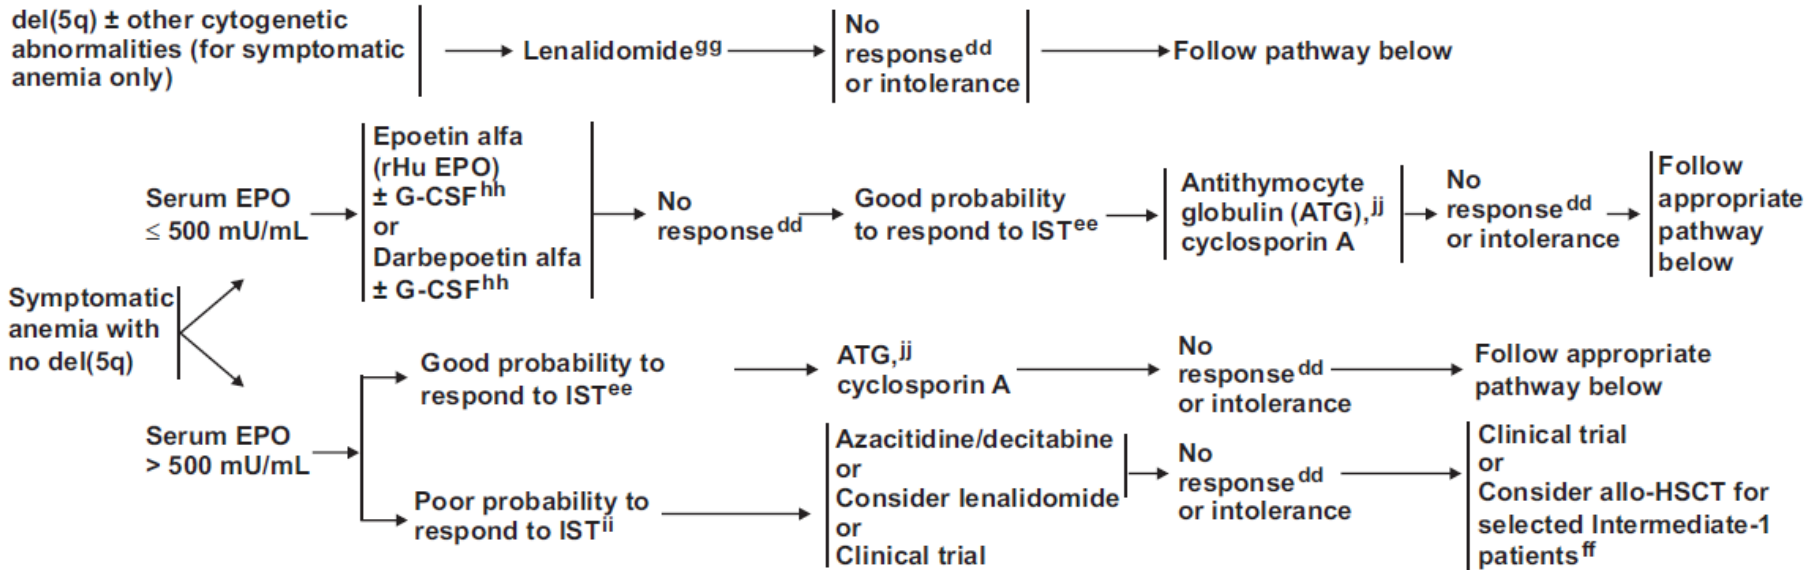 del(5q) ± other cytogenetic
abnormalities (for symptomatic
anemia only)
Lenalidomidegg
No
responsedd
or intolerance
Follow pathway below
Symptomatic
anemia with
no del(5q)
Serum EPO
≤ 500 mU/mL
Epoetin alfa
(rHu EPO)
± G-CSFhh
or
Darbepoetin alfa
± G-CSFhh
No
responsedd
Good probability
to respond to ISTee
Antithymocyte
globulin (ATG),jj
cyclosporin A
No
responsedd
or intolerance
Follow
appropriate
pathway
below
Serum EPO
> 500 mU/mL
Good probability to
respond to ISTee
ATG,jj
cyclosporin A
No
responsedd
or intolerance
Follow appropriate
pathway below
Poor probability to
respond to ISTii
Azacitidine/decitabine
or
Consider lenalidomide
or
Clinical trial
No
responsedd
or intolerance
Clinical trial
or
Consider allo-HSCT for
selected Intermediate-1
patientsff